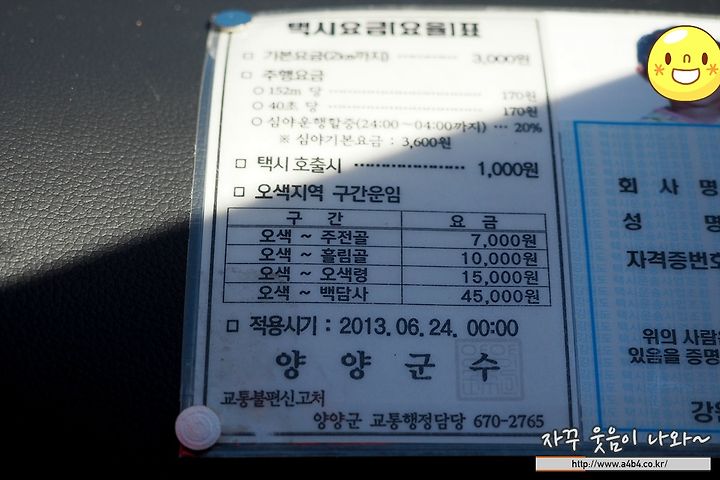 택시요금(요율)표
□ 기본요금(2km까지) ············ 3,000원
□ 주행요금
○ 152m 당 ································ 170원
○ 40초 당 ································ 170원
○ 심야운행할증(24:00~04:00까지) ··· 20%
※ 심야기본요금 : 3,600원
□ 택시 호출시 ···················· 1,000원
□ 오색지역 구간운임
구 간 요 금
오색 ~ 주전골 7,000원
오색 ~ 흘림골 10,000원
오색 ~ 오색령 15,000원
오색 ~ 백담사 45,000원
□ 적용시기 : 2013. 06. 24. 00:00
양 양 군 수
교통불편신고처
양양군 교통행정담당 670-2765
회 사 명
성 명
자격증번호
위의 사람
있음을 증명
강원
자꾸 웃음이 나와~
http://www.a4b4.co.kr/